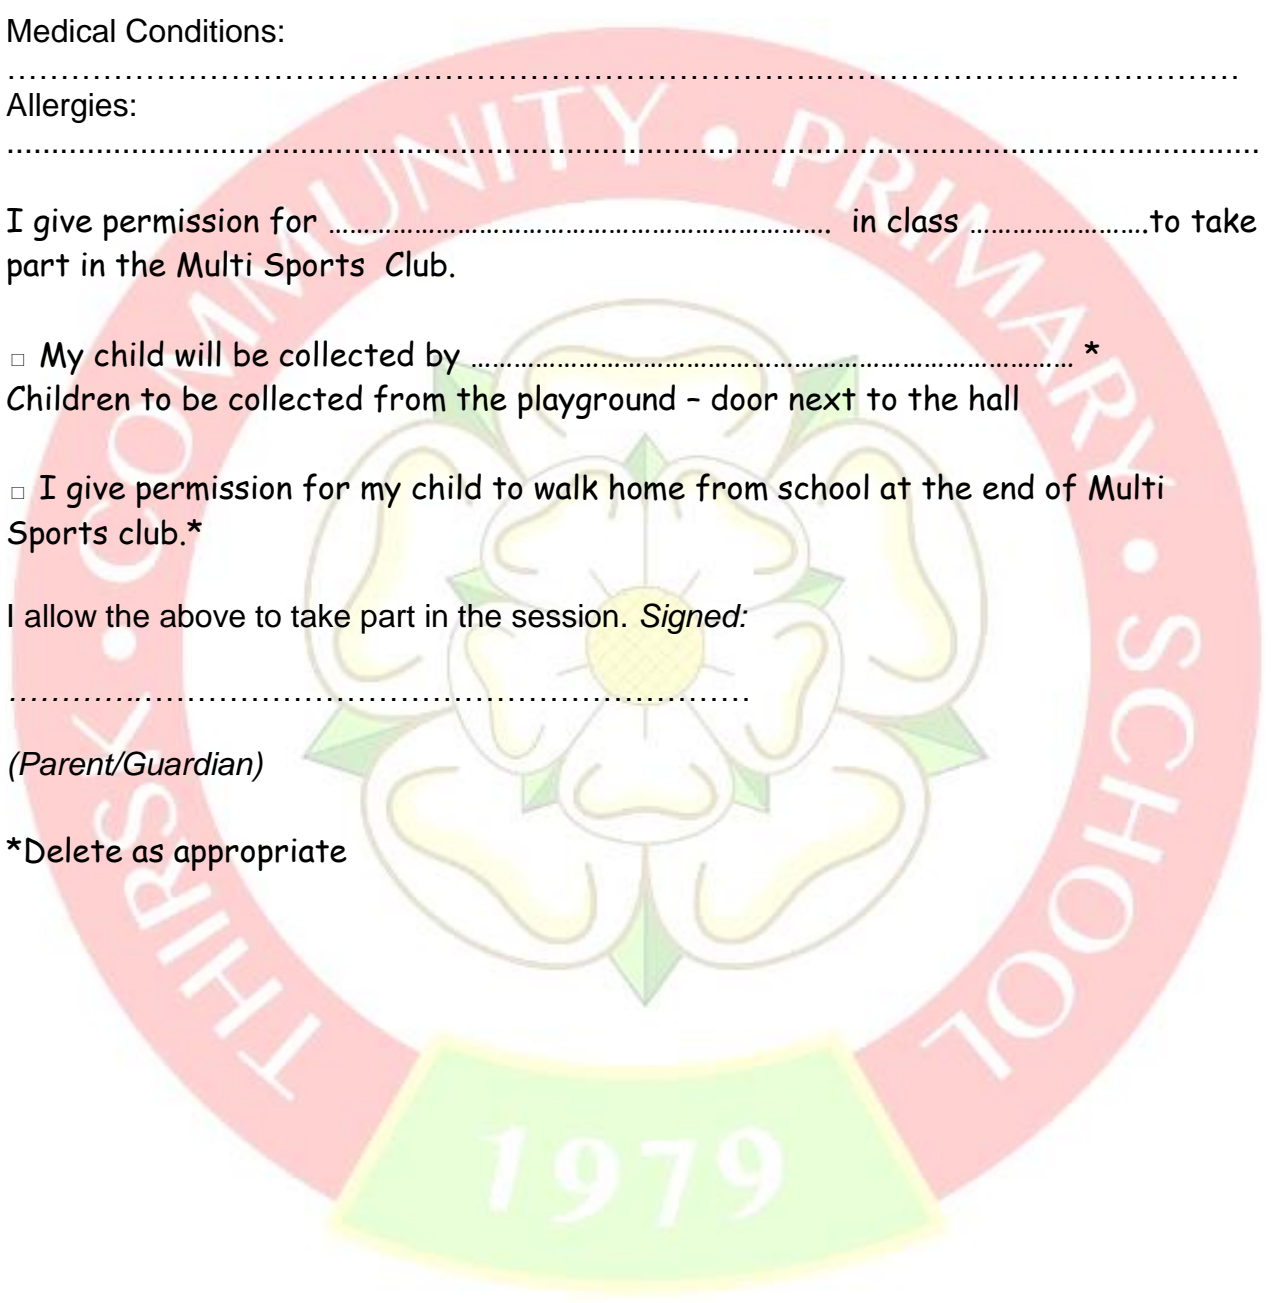 Medical Conditions:
……………………………………………………………………..…………………………………
Allergies:
................................................................................................................................................
I give permission for ……………………………………………………………. in class …………………….to take
part in the Multi Sports  Club.
□ My child will be collected by ………………………………………………………………………… *
Children to be collected from the playground – door next to the hall
□ I give permission for my child to walk home from school at the end of Multi
Sports club.*
I allow the above to take part in the session. Signed:
…………..…………………………………………………
(Parent/Guardian)
*Delete as appropriate
THIRSK • COMMUNITY • PRIMARY • SCHOOL
1979